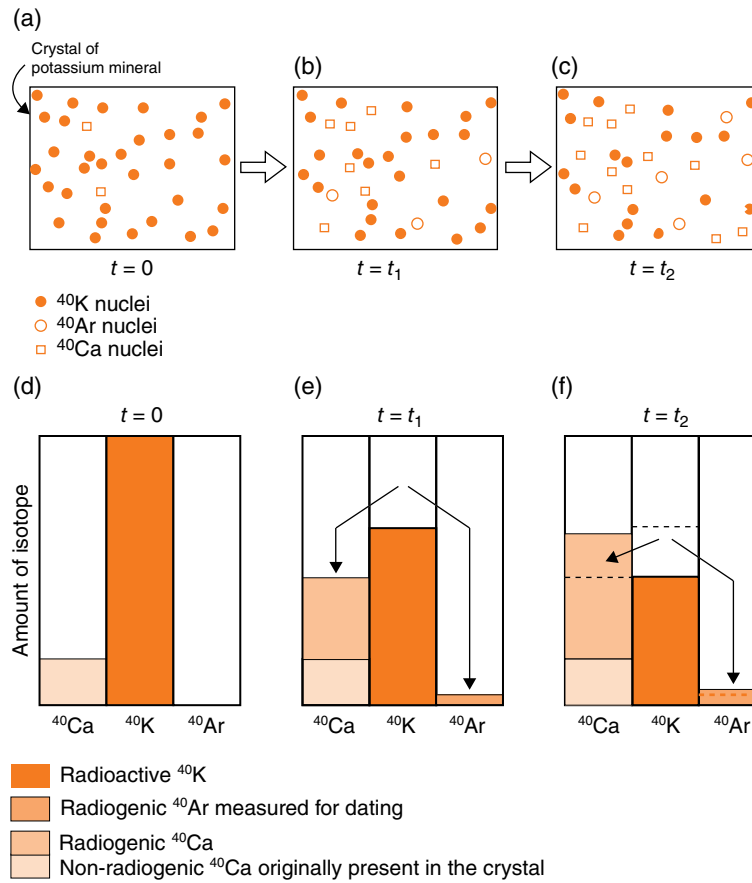 (a)
Crystal of
potassium mineral
(b)
(c)
t = 0
t = t₁
t = t₂
⁴⁰K nuclei
⁴⁰Ar nuclei
⁴⁰Ca nuclei
(d)
(e)
(f)
t = 0
t = t₁
t = t₂
Amount of isotope
⁴⁰Ca ⁴⁰K ⁴⁰Ar
⁴⁰Ca ⁴⁰K ⁴⁰Ar
⁴⁰Ca ⁴⁰K ⁴⁰Ar
Radioactive ⁴⁰K
Radiogenic ⁴⁰Ar measured for dating
Radiogenic ⁴⁰Ca
Non-radiogenic ⁴⁰Ca originally present in the crystal